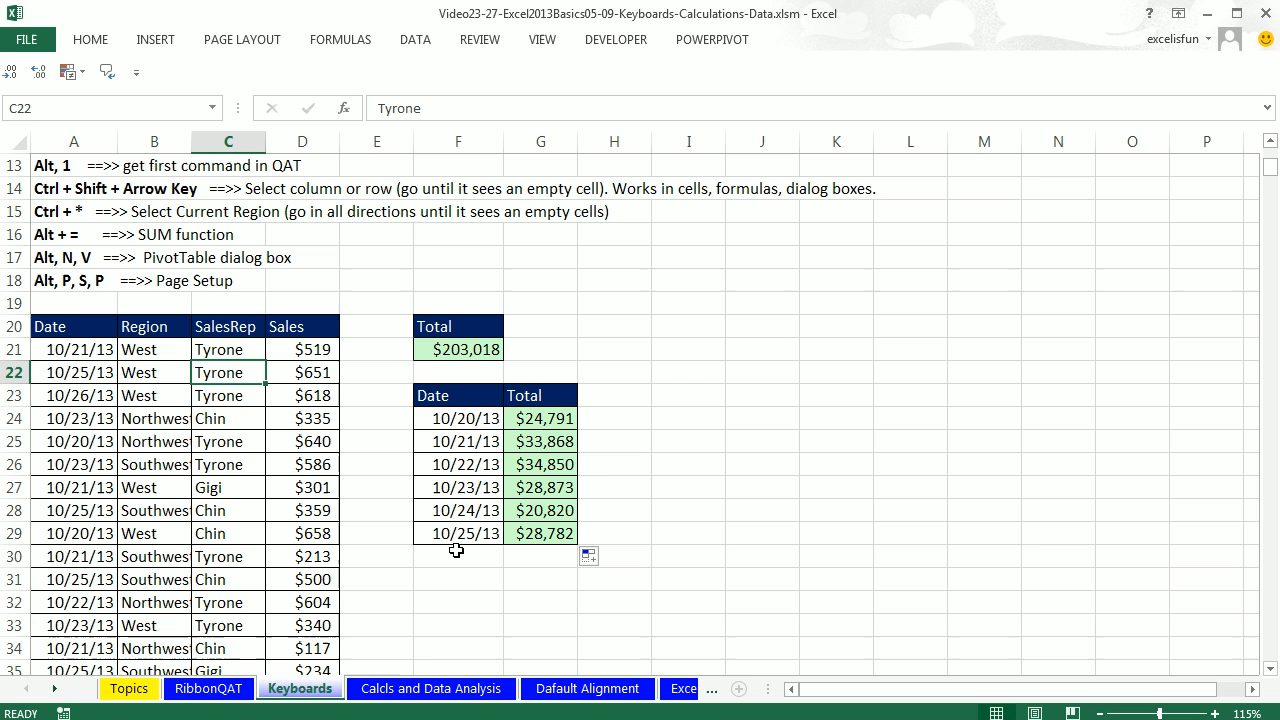 Video23-27-Excel2013Basics05-09-Keyboards-Calculations-Data.xlsm - Excel
FILE HOME INSERT PAGE LAYOUT FORMULAS DATA REVIEW VIEW DEVELOPER POWERPIVOT excelisfun
C22 fx Tyrone
A B C D E F G H I J K L M N O P
13 Alt, 1 ==>> get first command in QAT
14 Ctrl + Shift + Arrow Key ==>> Select column or row (go until it sees an empty cell). Works in cells, formulas, dialog boxes.
15 Ctrl + * ==>> Select Current Region (go in all directions until it sees an empty cells)
16 Alt + = ==>> SUM function
17 Alt, N, V ==>> PivotTable dialog box
18 Alt, P, S, P ==>> Page Setup
19
20 Date Region SalesRep Sales Total
21 10/21/13 West Tyrone $519 $203,018
22 10/25/13 West Tyrone $651
23 10/26/13 West Tyrone $618 Date Total
24 10/23/13 Northwest Chin $335 10/20/13 $24,791
25 10/20/13 Northwest Tyrone $640 10/21/13 $33,868
26 10/23/13 Southwest Tyrone $586 10/22/13 $34,850
27 10/21/13 West Gigi $301 10/23/13 $28,873
28 10/25/13 Southwest Chin $359 10/24/13 $20,820
29 10/20/13 West Chin $658 10/25/13 $28,782
30 10/21/13 Southwest Tyrone $213
31 10/25/13 Southwest Chin $500
32 10/22/13 Northwest Tyrone $604
33 10/23/13 West Tyrone $340
34 10/21/13 Northwest Chin $117
35 10/25/13 Southwest Gigi $234
Topics RibbonQAT Keyboards Calcls and Data Analysis Dafault Alignment Exce ...
READY 115%